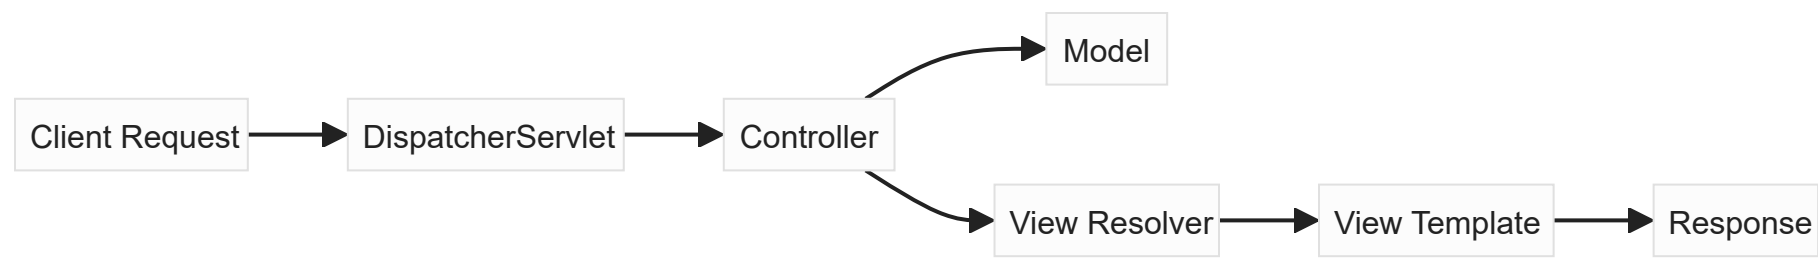 Client Request
DispatcherServlet
Controller
Model
View Resolver
View Template
Response